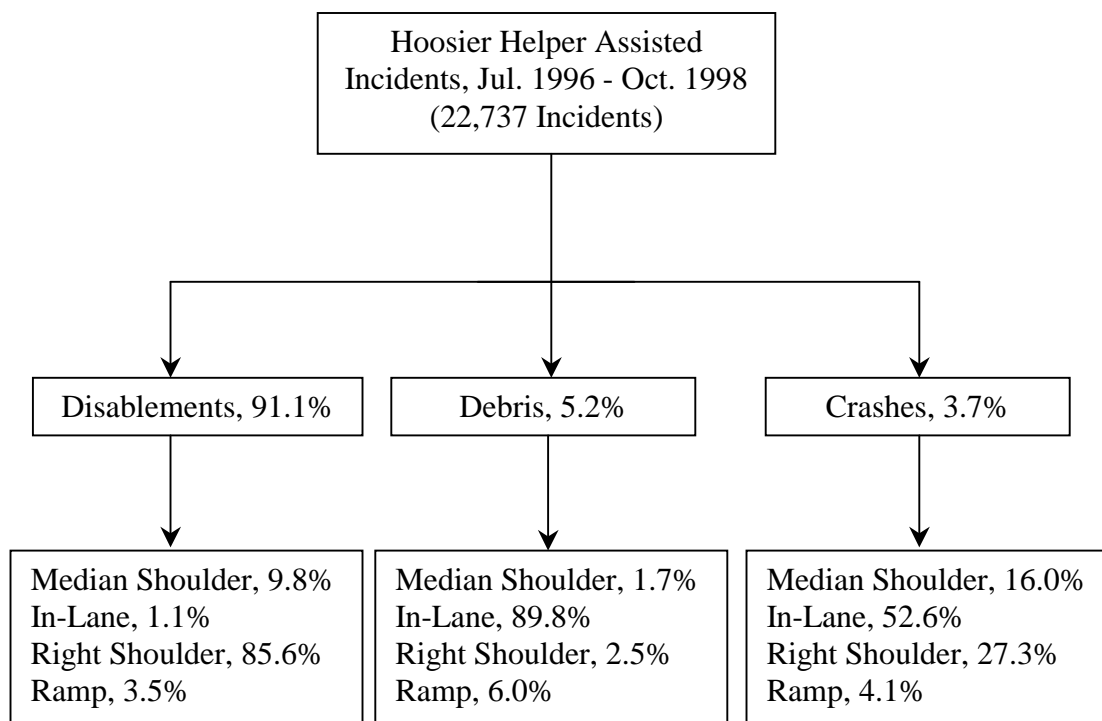 Hoosier Helper Assisted
Incidents, Jul. 1996 - Oct. 1998
(22,737 Incidents)
Disablements, 91.1%
Debris, 5.2%
Crashes, 3.7%
Median Shoulder, 9.8%
In-Lane, 1.1%
Right Shoulder, 85.6%
Ramp, 3.5%
Median Shoulder, 1.7%
In-Lane, 89.8%
Right Shoulder, 2.5%
Ramp, 6.0%
Median Shoulder, 16.0%
In-Lane, 52.6%
Right Shoulder, 27.3%
Ramp, 4.1%